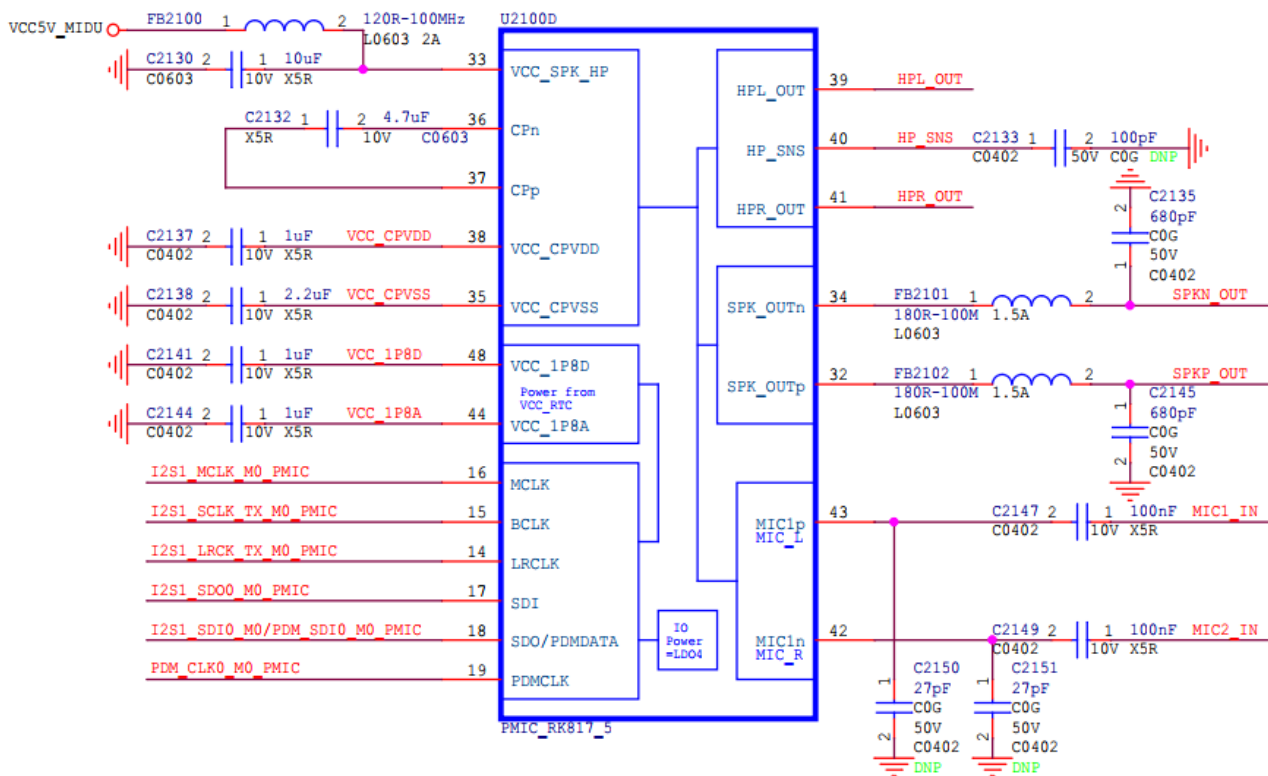 VCC5V_MIDU
FB2100 1 2 120R-100MHz
L0603 2A
C2130 2 1 10uF
C0603 10V X5R
33 VCC_SPK_HP
C2132 1 2 4.7uF
X5R 10V C0603
36 CPn
37 CPp
C2137 2 1 1uF VCC_CPVDD
C0402 10V X5R
38 VCC_CPVDD
C2138 2 1 2.2uF VCC_CPVSS
C0402 10V X5R
35 VCC_CPVSS
C2141 2 1 1uF VCC_1P8D
C0402 10V X5R
48 VCC_1P8D
Power from
VCC_RTC
C2144 2 1 1uF VCC_1P8A
C0402 10V X5R
44 VCC_1P8A
I2S1_MCLK_M0_PMIC 16 MCLK
I2S1_SCLK_TX_M0_PMIC 15 BCLK
I2S1_LRCK_TX_M0_PMIC 14 LRCLK
I2S1_SDO0_M0_PMIC 17 SDI
I2S1_SDI0_M0/PDM_SDI0_M0_PMIC 18 SDO/PDMDATA
PDM_CLK0_M0_PMIC 19 PDMCLK
IO
Power
=LDO4
U2100D
PMIC_RK817_5
HPL_OUT 39 HPL_OUT
HP_SNS 40 HP_SNS
C2133 1 2 100pF
C0402 50V C0G DNP
HPR_OUT 41 HPR_OUT
2
C2135
680pF
C0G
50V
1
C0402
SPK_OUTn 34 FB2101 1 2 SPKN_OUT
180R-100M 1.5A
L0603
SPK_OUTp 32 FB2102 1 2 SPKP_OUT
180R-100M 1.5A
L0603
C2145
1
680pF
C0G
50V
2
C0402
MIC1p 43 C2147 2 1 100nF MIC1_IN
MIC_L C0402 10V X5R
MIC1n 42 C2149 2 1 100nF MIC2_IN
MIC_R C0402 10V X5R
C2150
1
27pF
C0G
50V
2
C0402
DNP
C2151
1
27pF
C0G
50V
2
C0402
DNP